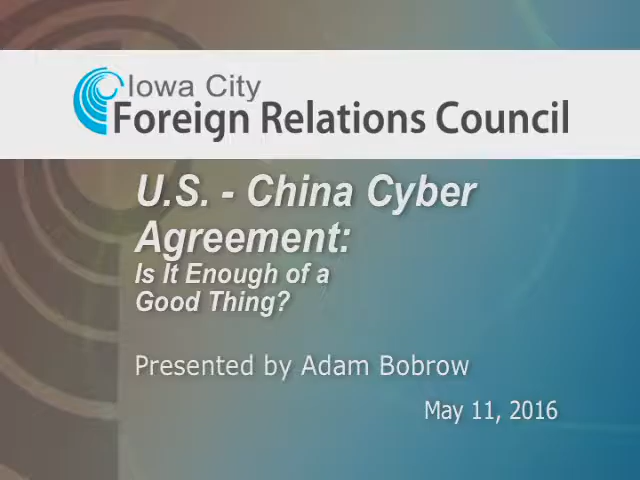 Iowa City
Foreign Relations Council
U.S. - China Cyber
Agreement:
Is It Enough of a
Good Thing?
Presented by Adam Bobrow
May 11, 2016